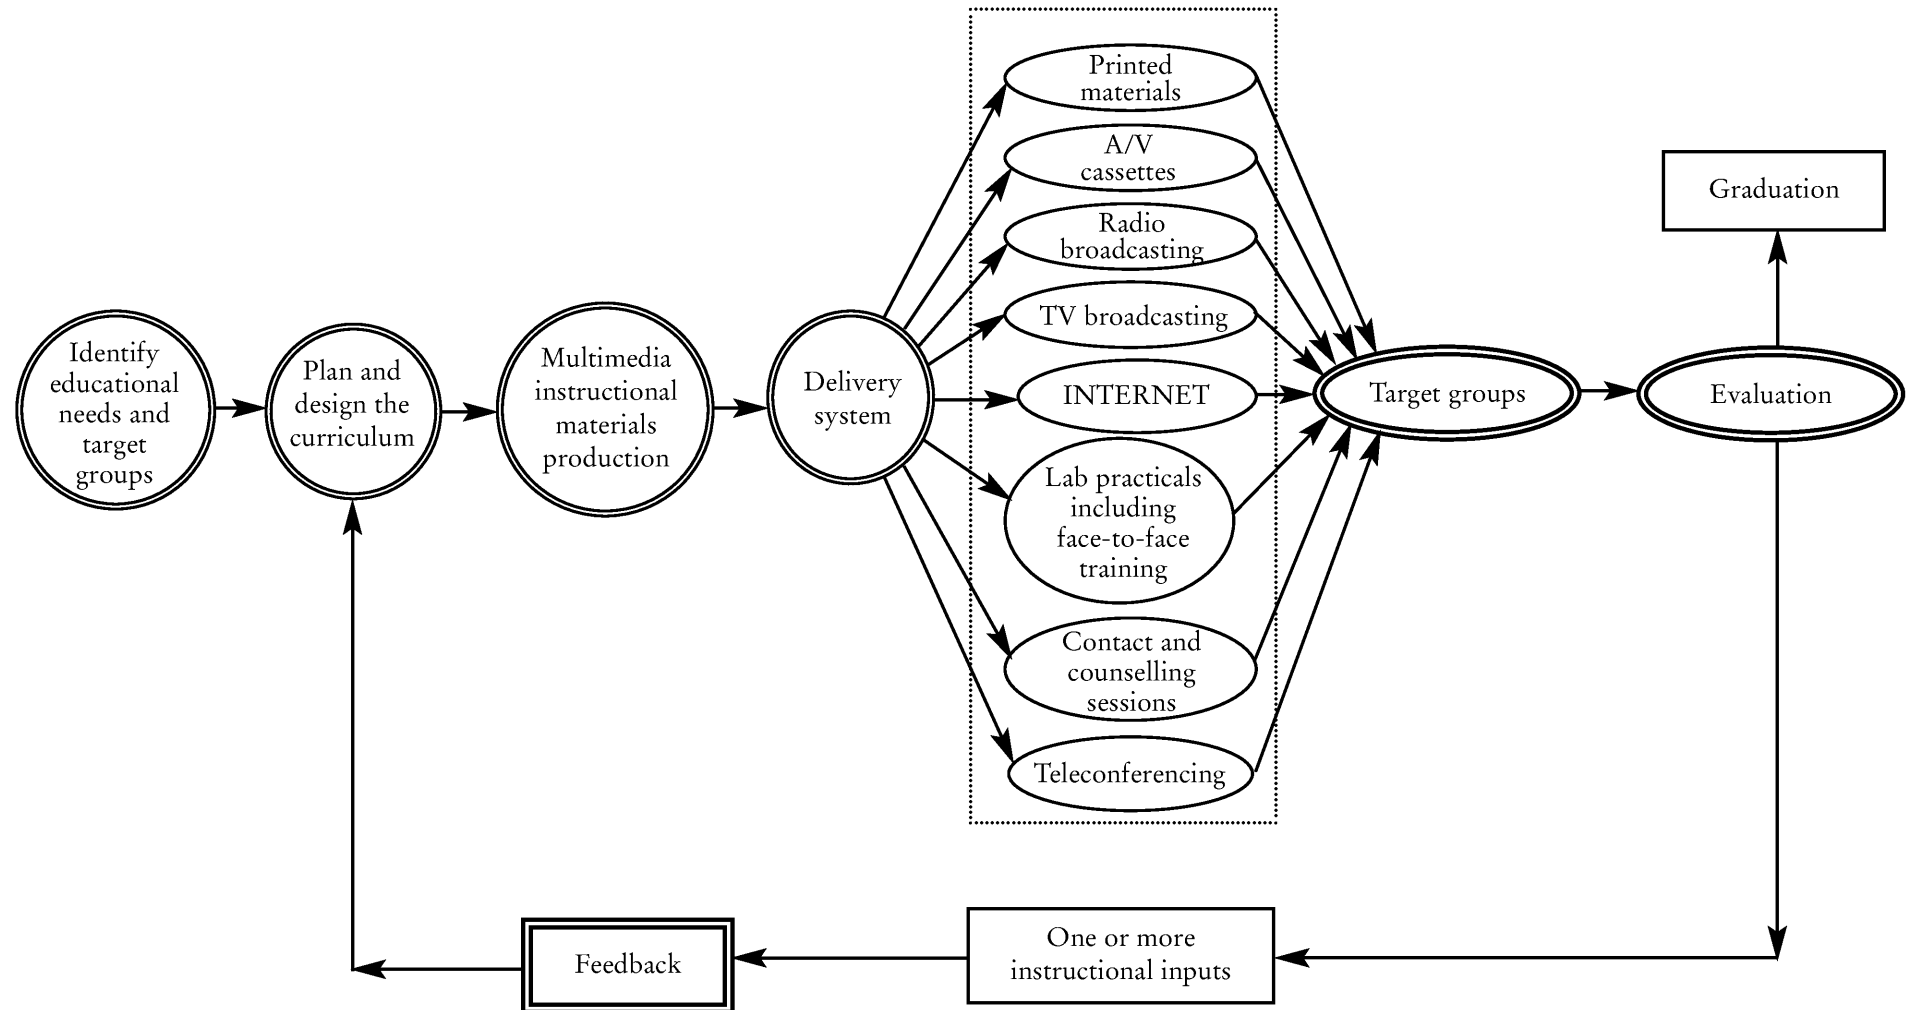 Identify
educational
needs and
target
groups
Plan and
design the
curriculum
Multimedia
instructional
materials
production
Delivery
system
Printed
materials
A/V
cassettes
Radio
broadcasting
TV broadcasting
INTERNET
Lab practicals
including
face-to-face
training
Contact and
counselling
sessions
Teleconferencing
Target groups
Evaluation
Graduation
One or more
instructional inputs
Feedback